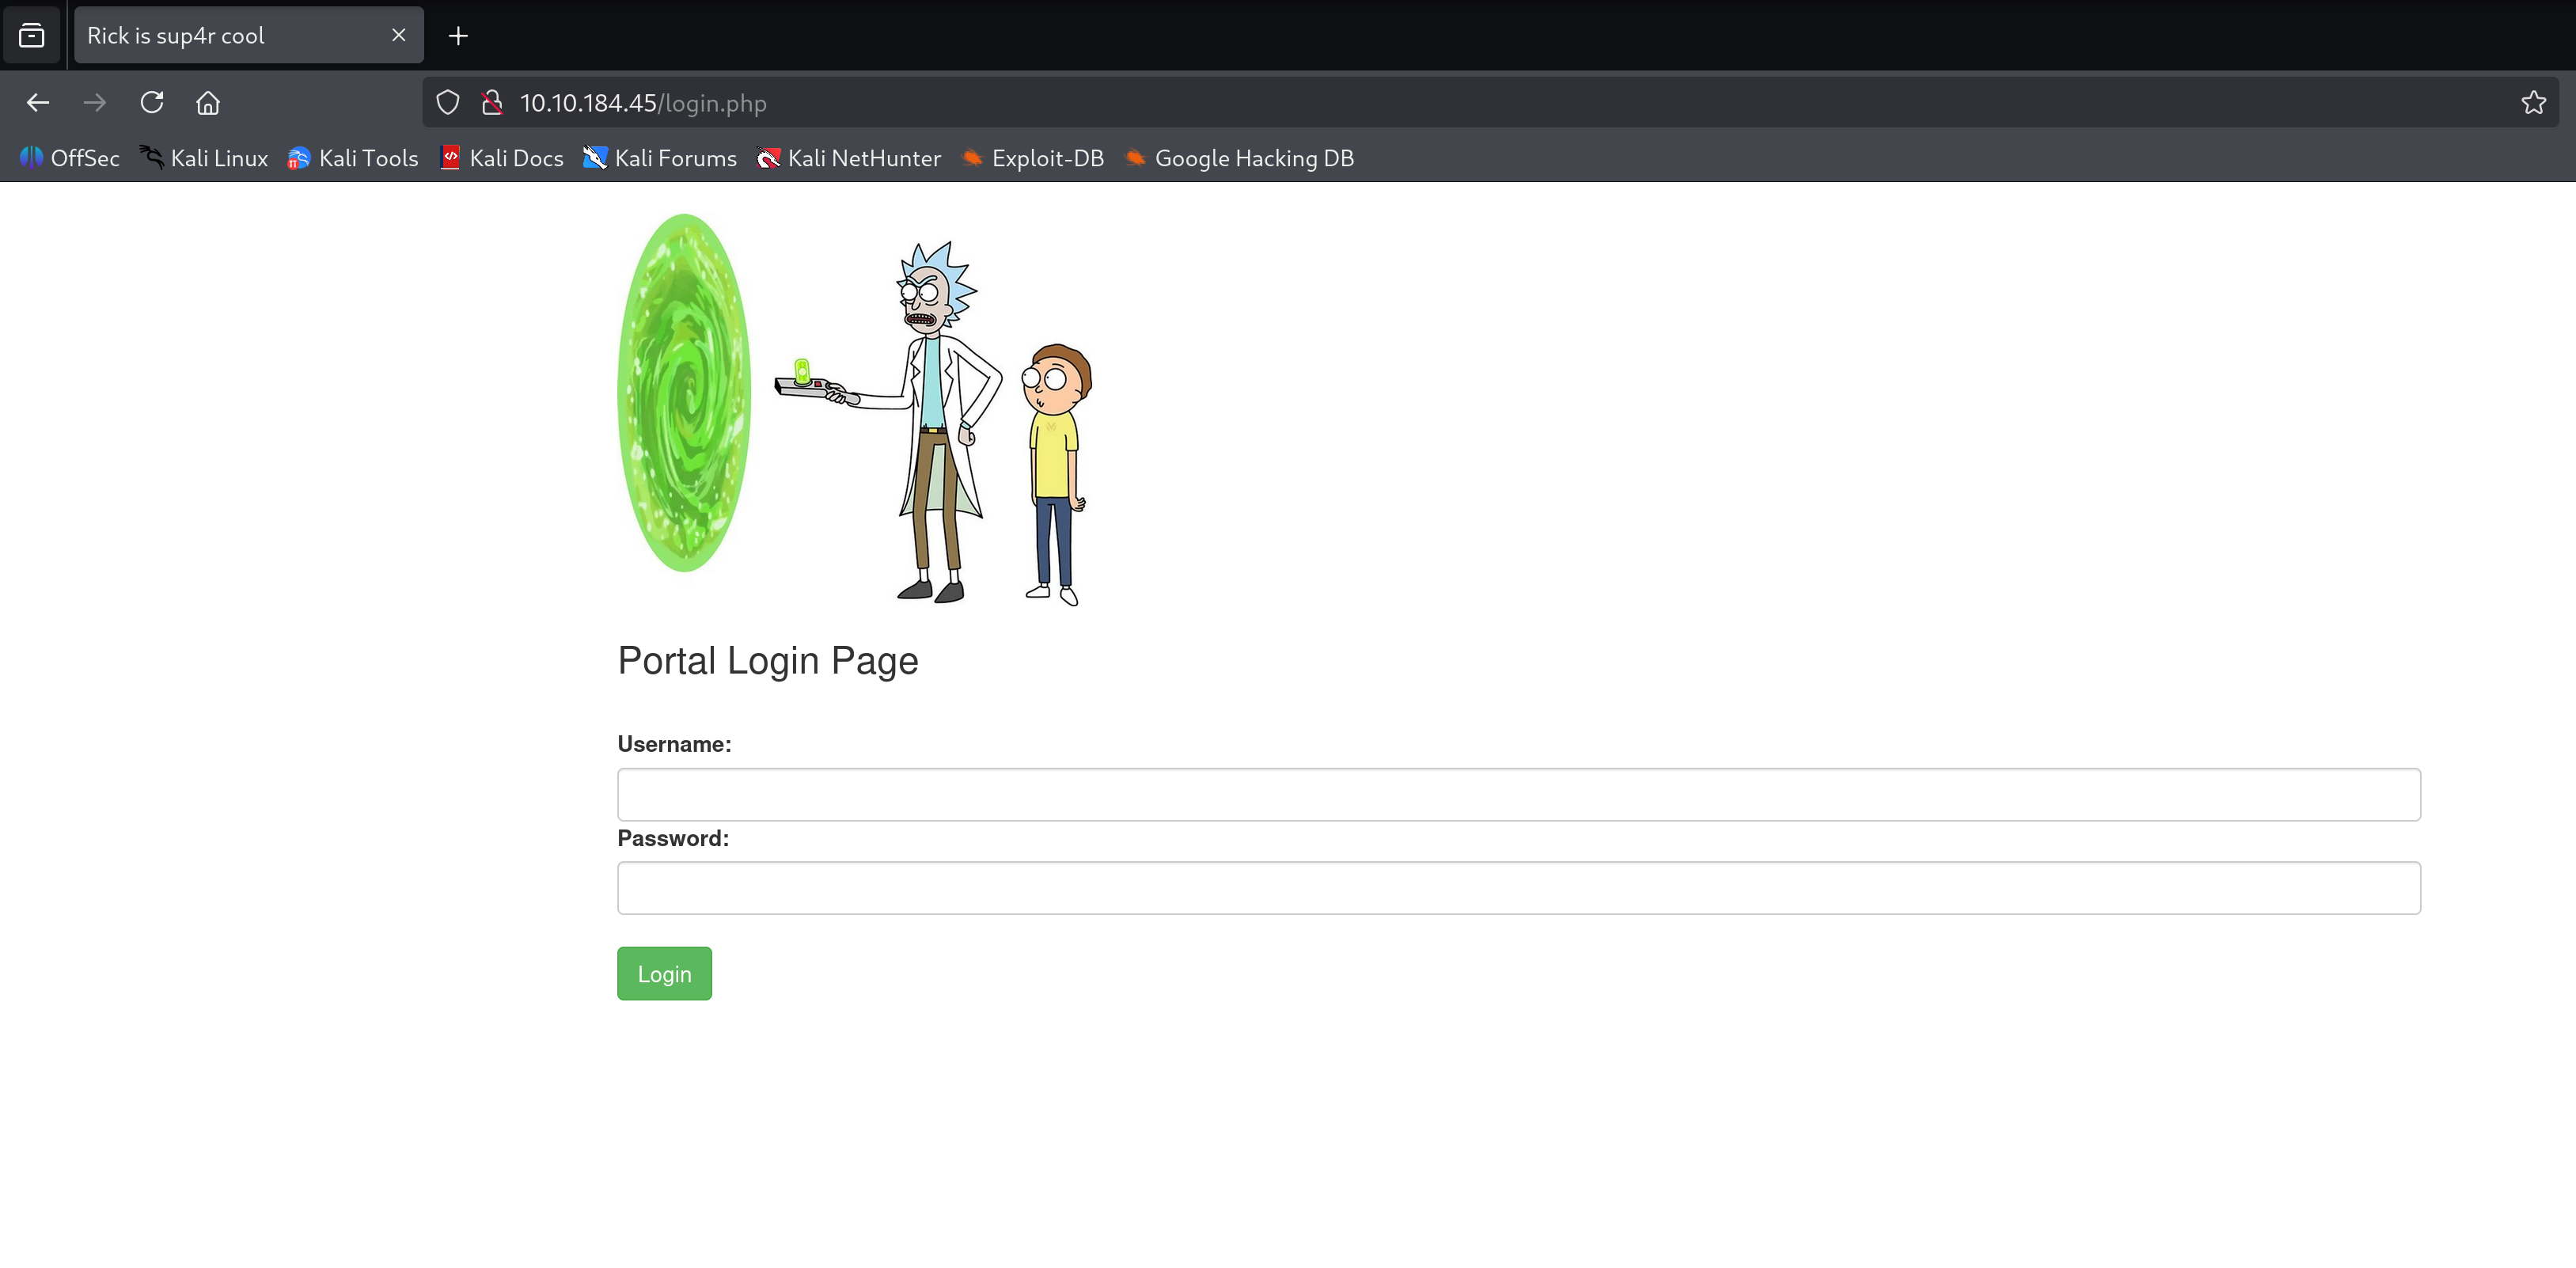 Rick is sup4r cool
10.10.184.45/login.php
OffSec Kali Linux Kali Tools Kali Docs Kali Forums Kali NetHunter Exploit-DB Google Hacking DB
Portal Login Page
Username:
Password:
Login